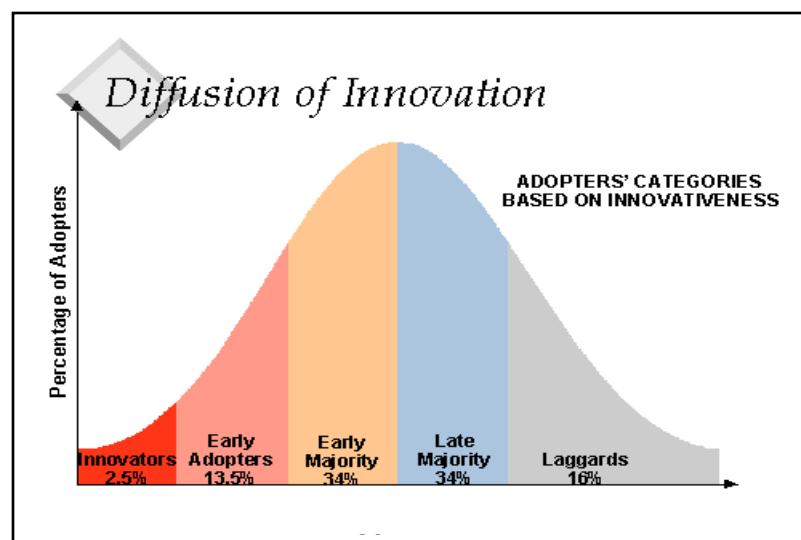 Diffusion of Innovation
ADOPTERS' CATEGORIES
BASED ON INNOVATIVENESS
Percentage of Adopters
Innovators
2.5%
Early
Adopters
13.5%
Early
Majority
34%
Late
Majority
34%
Laggards
16%